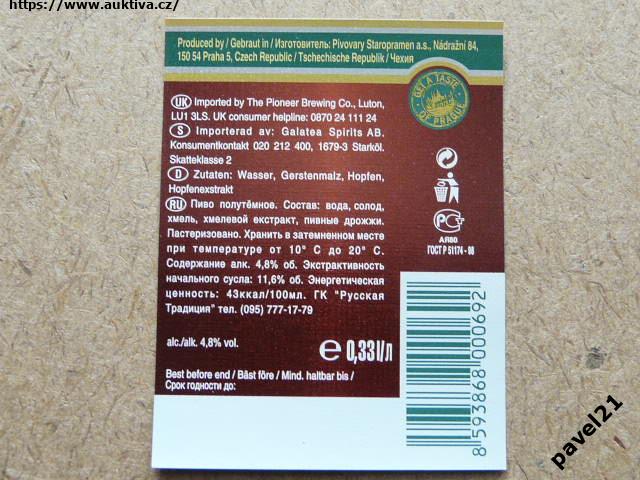 https://www.auktiva.cz/
Produced by / Gebraut in / Изготовитель: Pivovary Staropramen a.s., Nádražní 84,
150 54 Praha 5, Czech Republic / Tschechische Republik / Чехия
GET A TASTE
OF PRAGUE
UK Imported by The Pioneer Brewing Co., Luton,
LU1 3LS. UK consumer helpline: 0870 24 111 24
S Importerad av: Galatea Spirits AB.
Konsumentkontakt 020 212 400, 1679-3 Starköl.
Skatteklasse 2
D Zutaten: Wasser, Gerstenmalz, Hopfen,
Hopfenexstrakt
RU Пиво полутёмное. Состав: вода, солод,
хмель, хмелевой екстракт, пивные дрожжи.
Пастеризовано. Хранить в затемненном месте
при температуре от 10° С до 20° С.
Содержание алк. 4,8% об. Экстрактивность
начального сусла: 11,6% об. Энергетическая
ценность: 43ккал/100мл. ГК "Русская
Традиция" тел. (095) 777-17-79
РСТ
АЯ80
ГОСТ Р 51174 - 98
alc./alk. 4,8% vol.
e 0,33 l/л
Best before end / Bäst före / Mind. haltbar bis /
Срок годности до:
8 593868 000692
pavel21